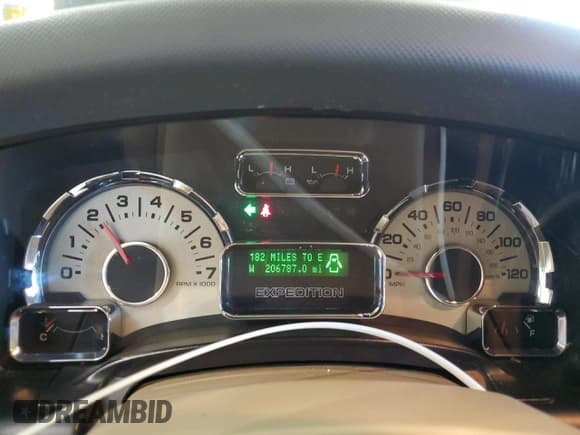 L H L H
182 MILES TO E
W 206787.0 mi
EXPEDITION
0 1 2 3 4 5 6 7
RPM X 1000
0 20 40 60 80 100 120
MPH
C
F
DREAMBID